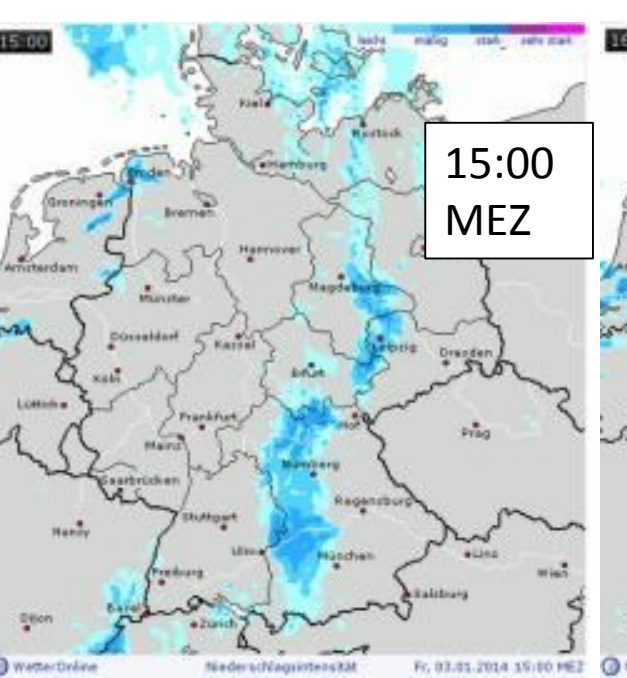 15:00
leicht mäßig stark sehr stark
Kiel
Rostock
Hamburg
15:00
MEZ
Emden
Groningen
Bremen
Amsterdam
Hannover
Magdeburg
Münster
Düsseldorf
Kassel
Leipzig
Dresden
Köln
Erfurt
Lüttich
Frankfurt
Hof
Prag
Mainz
Nürnberg
Saarbrücken
Regensburg
Stuttgart
Nancy
Ulm
München
Linz
Wien
Freiburg
Salzburg
Basel
Zürich
Dijon
WetterOnline Niederschlagsintensität Fr, 03.01.2014 15:00 MEZ